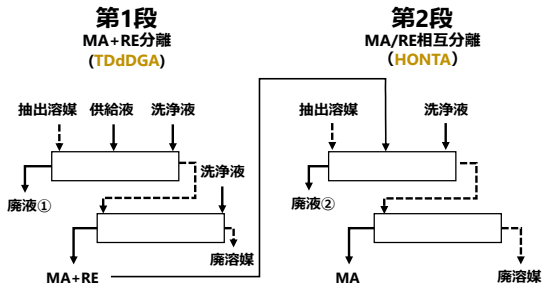 第1段
MA+RE分離
(TDdDGA)
抽出溶媒 供給液 洗浄液
洗浄液
廃液①
廃溶媒
MA+RE
第2段
MA/RE相互分離
（HONTA）
抽出溶媒 洗浄液
廃液②
MA
廃溶媒